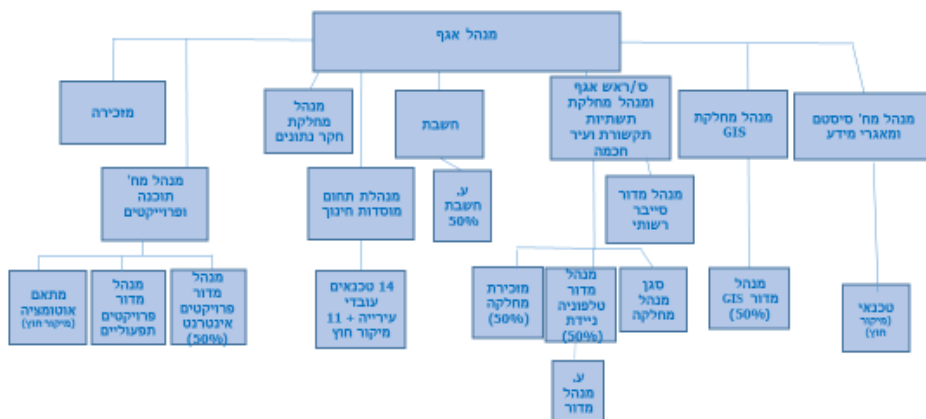 מנהל אגף
מזכירה
מנהל
מחלקת
חקר נתונים
חשבת
ס/ראש אגף
ומנהל מחלקת
תשתיות
תקשורת ועיר
חכמה
מנהל מחלקת
GIS
מנהל מח' סיסטם
ומאגרי מידע
מנהל מח'
תוכנה
ופרוייקטים
מנהלת תחום
מוסדות חינוך
ע.
חשבת
50%
מנהל מדור
סייבר
רשותי
מתאם
אוטומציה
(מיקור חוץ)
מנהל
מדור
פרויקטים
תפעוליים
מנהל
מדור
פרויקטים
אינטרנט
(50%)
14 טכנאים
עובדי
עירייה + 11
מיקור חוץ
מזכירת
מחלקה
(50%)
מנהל
מדור
טלפוניה
ניידת
(50%)
סגן
מנהל
מחלקה
מנהל
מדור GIS
(50%)
טכנאי
(מיקור
חוץ)
ע.
מנהל
מדור